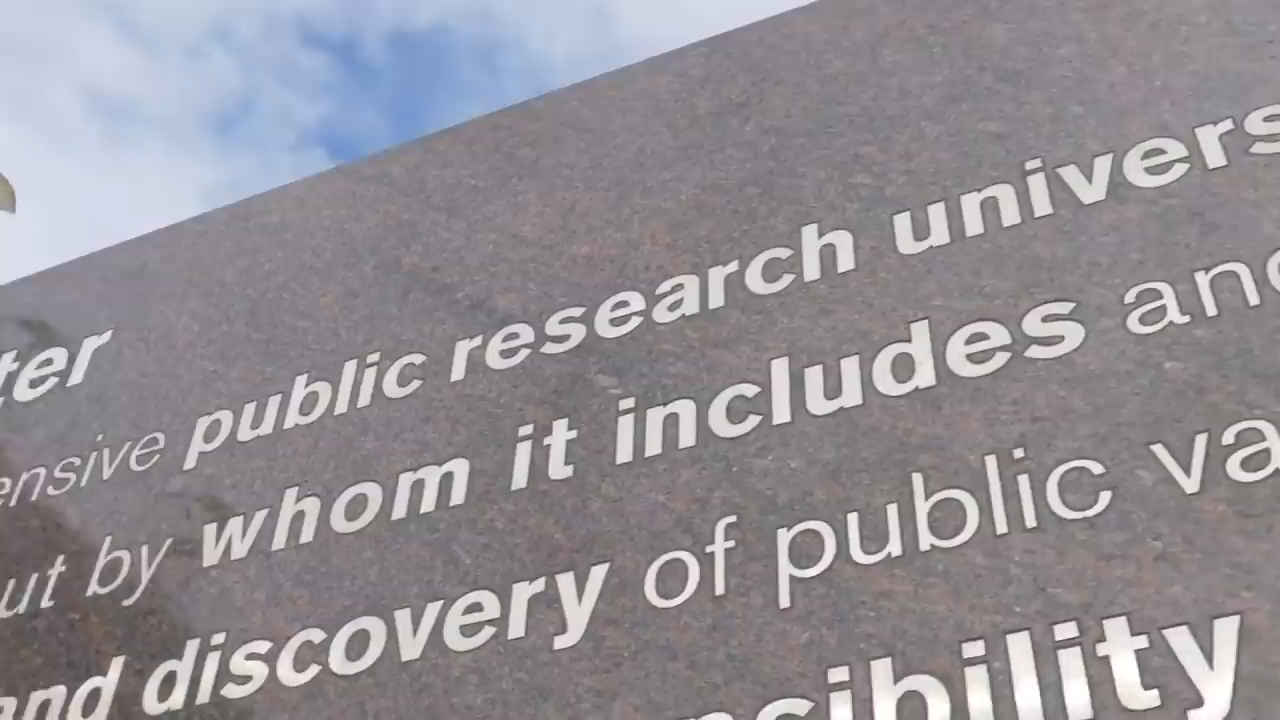 ter
ensive public research univers
ut by whom it includes and
and discovery of public va
sibility